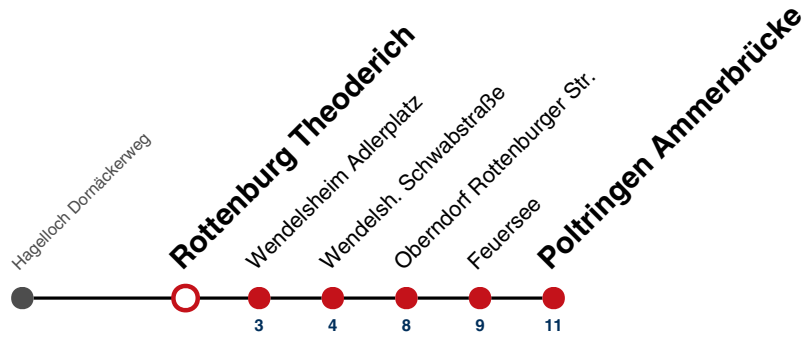 Hagelloch Dornäckerweg
Rottenburg Theoderich
Wendelsheim Adlerplatz
Wendelsh. Schwabstraße
Oberndorf Rottenburger Str.
Feuersee
Poltringen Ammerbrücke
3 4 8 9 11